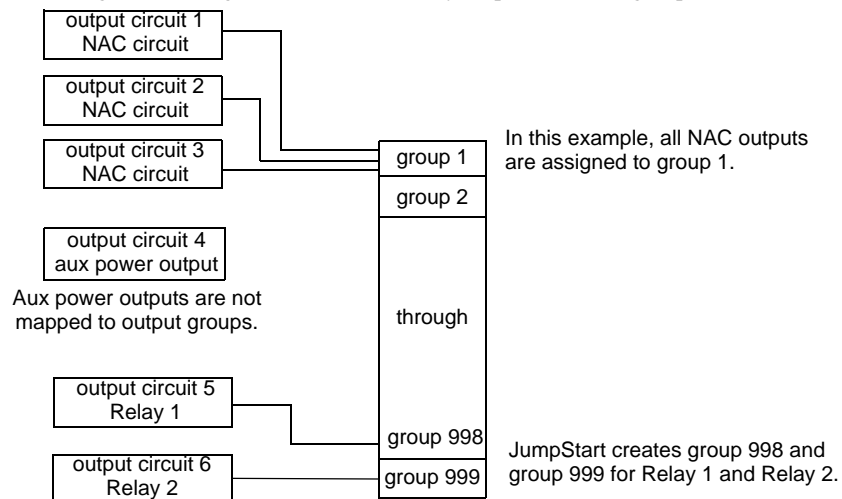 output circuit 1
NAC circuit
output circuit 2
NAC circuit
output circuit 3
NAC circuit
group 1
In this example, all NAC outputs
are assigned to group 1.
group 2
output circuit 4
aux power output
Aux power outputs are not
mapped to output groups.
through
output circuit 5
Relay 1
group 998
JumpStart creates group 998 and
group 999 for Relay 1 and Relay 2.
output circuit 6
Relay 2
group 999